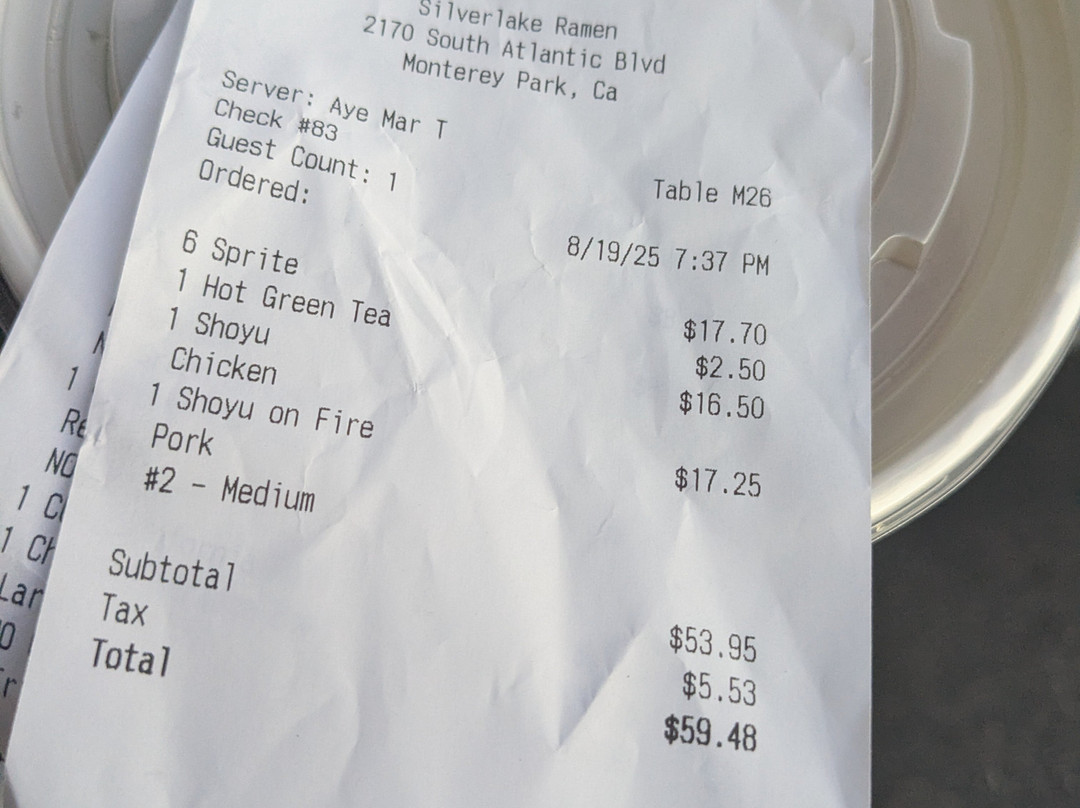 Silverlake Ramen
2170 South Atlantic Blvd
Monterey Park, Ca
Server: Aye Mar T
Check #83
Table M26
Guest Count: 1
Ordered:
8/19/25 7:37 PM
6 Sprite $17.70
1 Hot Green Tea $2.50
1 Shoyu $16.50
Chicken
1 Shoyu on Fire $17.25
Pork
#2 - Medium
Subtotal $53.95
Tax $5.53
Total $59.48
1
1
1